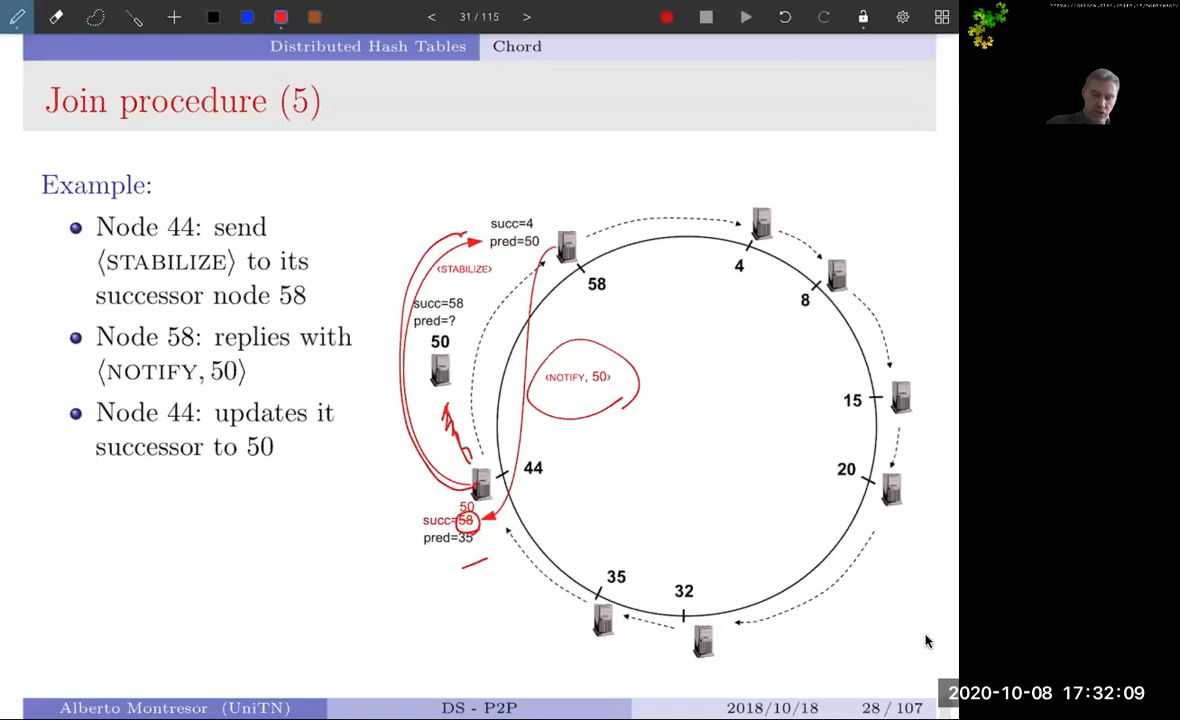 31 / 115
Distributed Hash Tables
Chord
Join procedure (5)
Example:
Node 44: send
⟨STABILIZE⟩ to its
successor node 58
Node 58: replies with
⟨NOTIFY, 50⟩
Node 44: updates it
successor to 50
succ=4
pred=50
‹STABILIZE›
58
4
8
succ=58
pred=?
50
‹NOTIFY, 50›
15
20
44
50
succ=58
pred=35
35
32
Alberto Montresor (UniTN)
DS - P2P
2018/10/18
28 / 107
2020-10-08 17:32:09